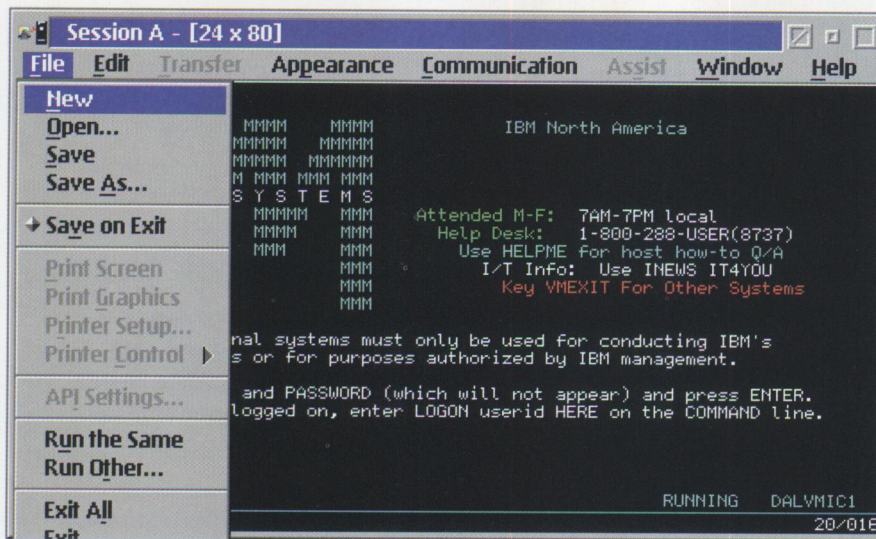 Session A - [24 x 80]
File Edit Transfer Appearance Communication Assist Window Help
New
Open...
Save
Save As...
Save on Exit
Print Screen
Print Graphics
Printer Setup...
Printer Control
API Settings...
Run the Same
Run Other...
Exit All
Exit
MMMM MMMM IBM North America
MMMMM MMMMM
MMMMM MMMMMM
M MMM MMM MMM
S Y S T E M S
MMMMM MMM Attended M-F: 7AM-7PM local
MMMM MMM Help Desk: 1-800-288-USER(8737)
MMM MMM Use HELPME for host how-to Q/A
MMM I/T Info: Use INEWS IT4YOU
MMM Key VMEXIT For Other Systems
MMM
nal systems must only be used for conducting IBM's
s or for purposes authorized by IBM management.
and PASSWORD (which will not appear) and press ENTER.
logged on, enter LOGON userid HERE on the COMMAND line.
RUNNING DALVMIC1
20/016